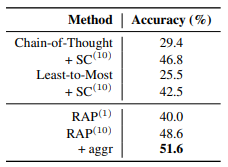 Method Accuracy (%)
Chain-of-Thought 29.4
+ SC(10) 46.8
Least-to-Most 25.5
+ SC(10) 42.5
RAP(1) 40.0
RAP(10) 48.6
+ aggr 51.6